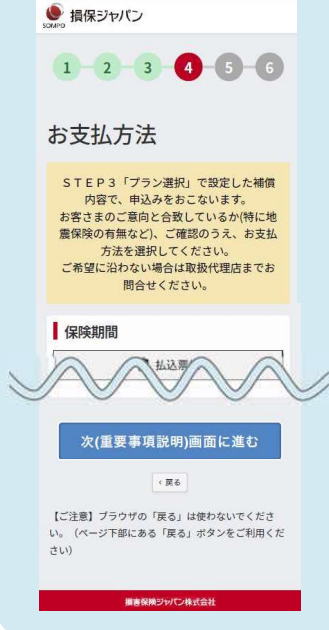 SOMPO 損保ジャパン
1 2 3 4 5 6
お支払方法
ＳＴＥＰ３「プラン選択」で設定した補償
内容で、申込みをおこないます。
お客さまのご意向と合致しているか(特に地
震保険の有無など)、ご確認のうえ、お支払
方法を選択してください。
ご希望に沿わない場合は取扱代理店までお
問合せください。
保険期間
払込票
次(重要事項説明)画面に進む
‹ 戻る
【ご注意】ブラウザの「戻る」は使わないでくださ
い。（ページ下部にある「戻る」ボタンをご利用くだ
さい）
損害保険ジャパン株式会社